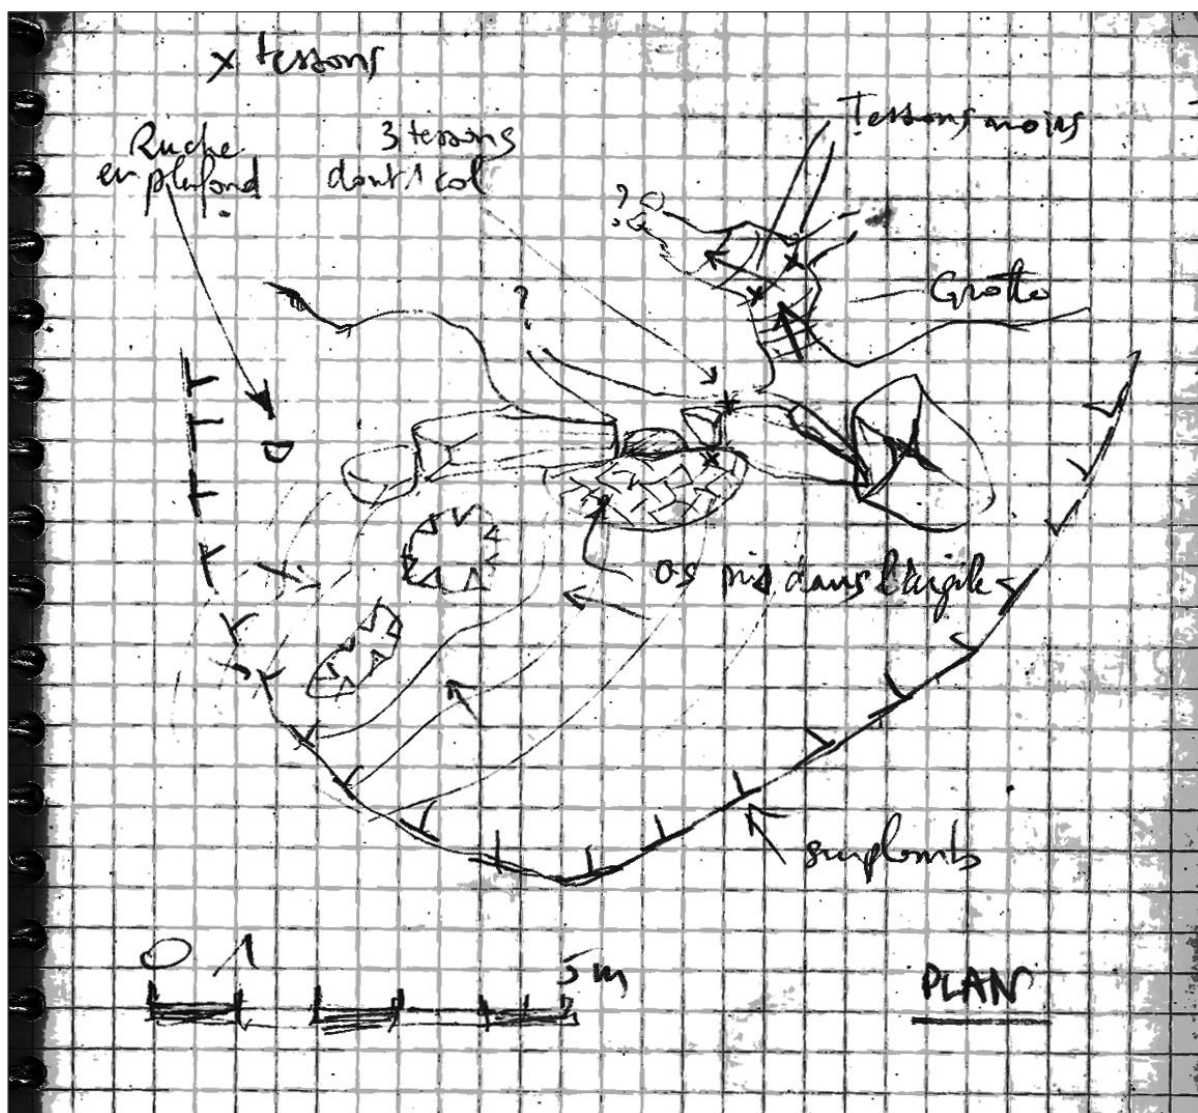 x tessons
Ruche
en plafond
3 tessons
dont 1 col
Tessons noirs
?
?
?
Grotte
os pris dans l'argile
surplomb
0 1 5m
PLAN